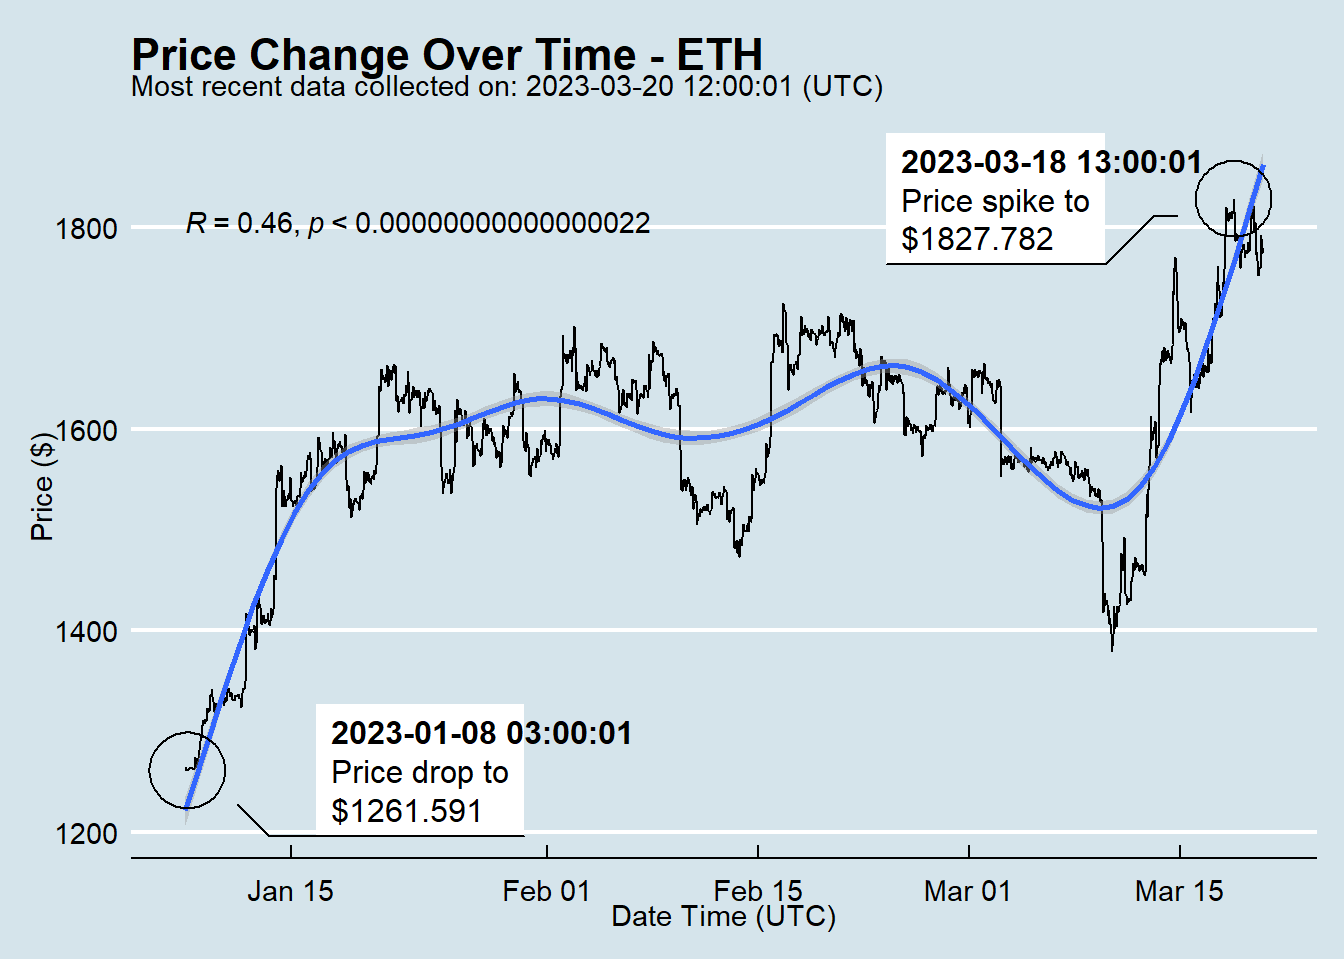 Price Change Over Time - ETH
Most recent data collected on: 2023-03-20 12:00:01 (UTC)
2023-03-18 13:00:01
Price spike to
$1827.782
R = 0.46, p < 0.00000000000000022
1800
1600
1400
1200
Price ($)
2023-01-08 03:00:01
Price drop to
$1261.591
Jan 15 Feb 01 Feb 15 Mar 01 Mar 15
Date Time (UTC)